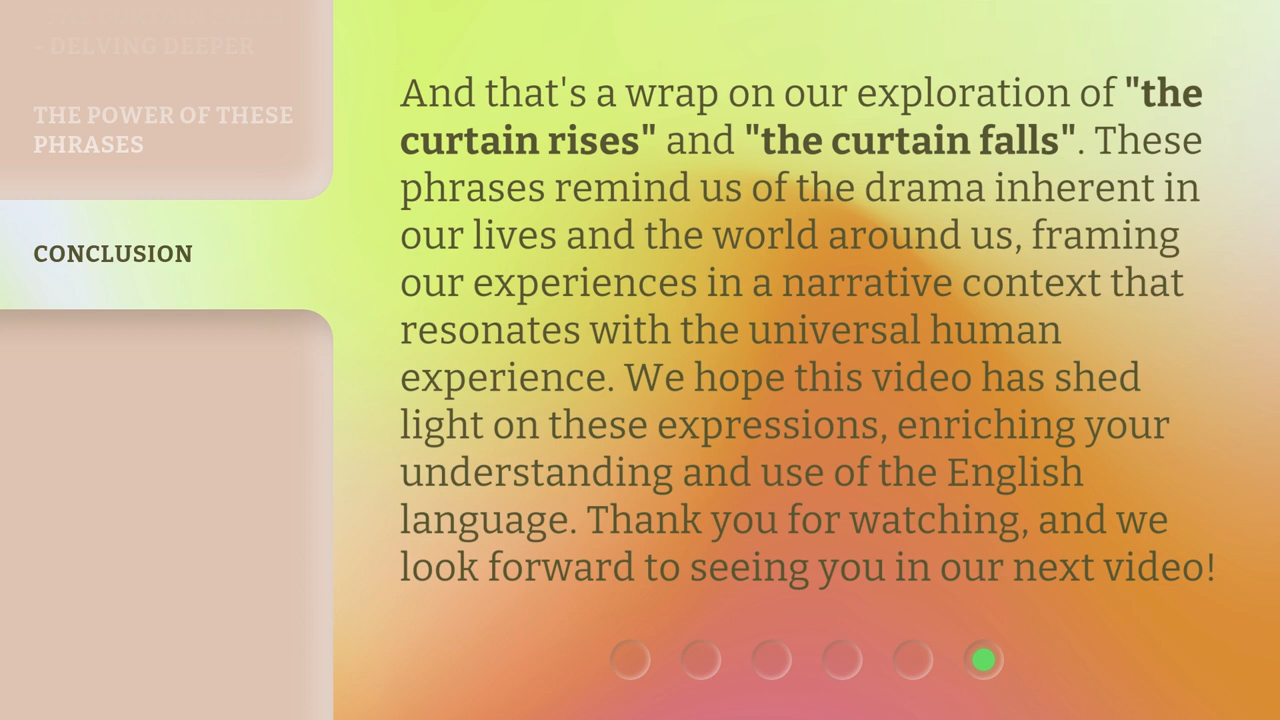 - DELVING DEEPER
THE POWER OF THESE
PHRASES
CONCLUSION
And that's a wrap on our exploration of "the
curtain rises" and "the curtain falls". These
phrases remind us of the drama inherent in
our lives and the world around us, framing
our experiences in a narrative context that
resonates with the universal human
experience. We hope this video has shed
light on these expressions, enriching your
understanding and use of the English
language. Thank you for watching, and we
look forward to seeing you in our next video!